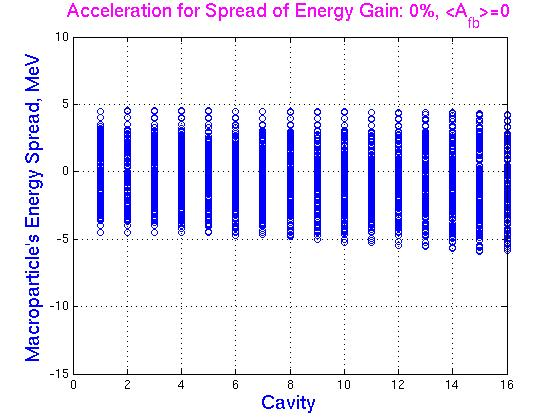 Acceleration for Spread of Energy Gain: 0%, <A_fb>=0
Macroparticle's Energy Spread, MeV
10
5
0
-5
-10
-15
0 2 4 6 8 10 12 14 16
Cavity